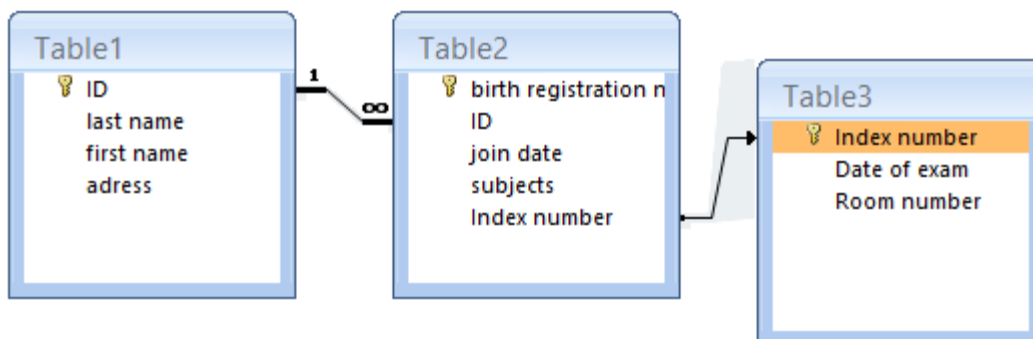 Table1
ID
last name
first name
adress
1
∞
Table2
birth registration n
ID
join date
subjects
Index number
Table3
Index number
Date of exam
Room number